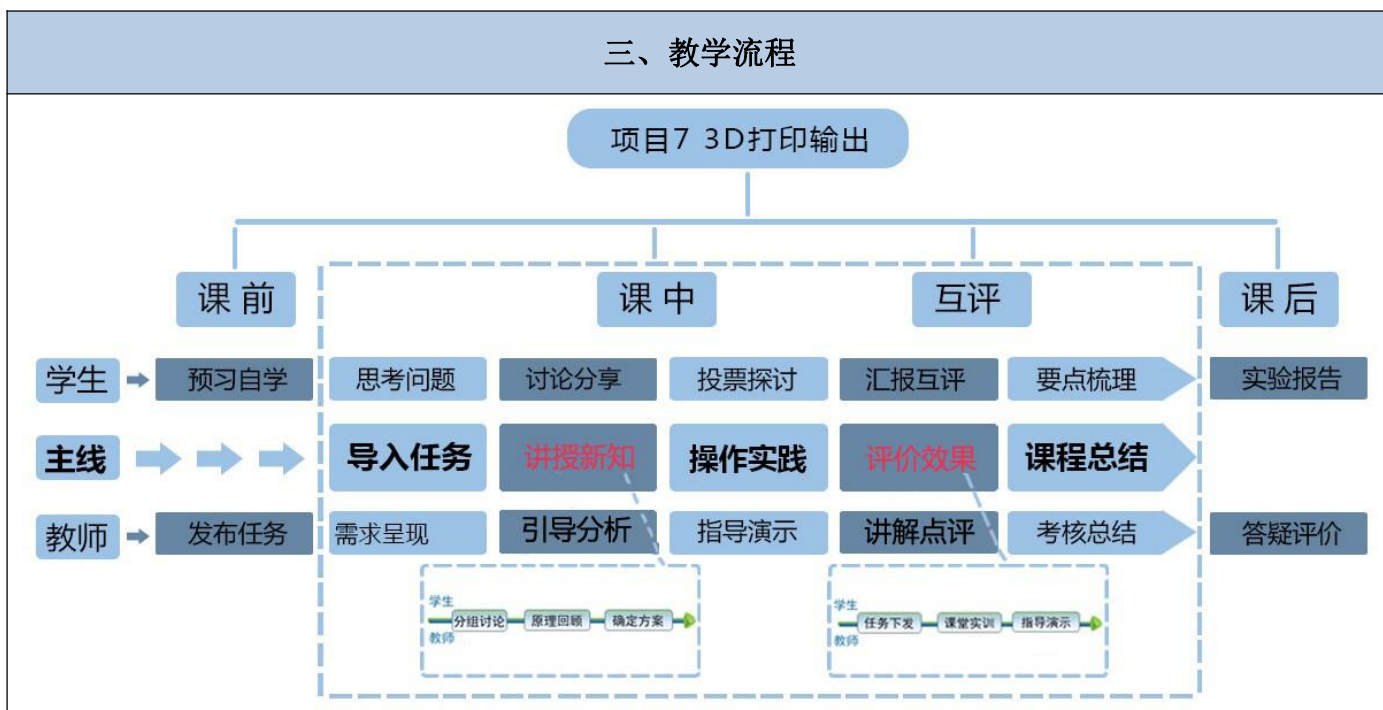 三、教学流程
项目7 3D打印输出
课前 课中 互评 课后
学生 预习自学 思考问题 讨论分享 投票探讨 汇报互评 要点梳理 实验报告
主线 导入任务 讲授新知 操作实践 评价效果 课程总结
教师 发布任务 需求呈现 引导分析 指导演示 讲解点评 考核总结 答疑评价
学生
分组讨论 原理回顾 确定方案
教师
学生
任务下发 课堂实训 指导演示
教师